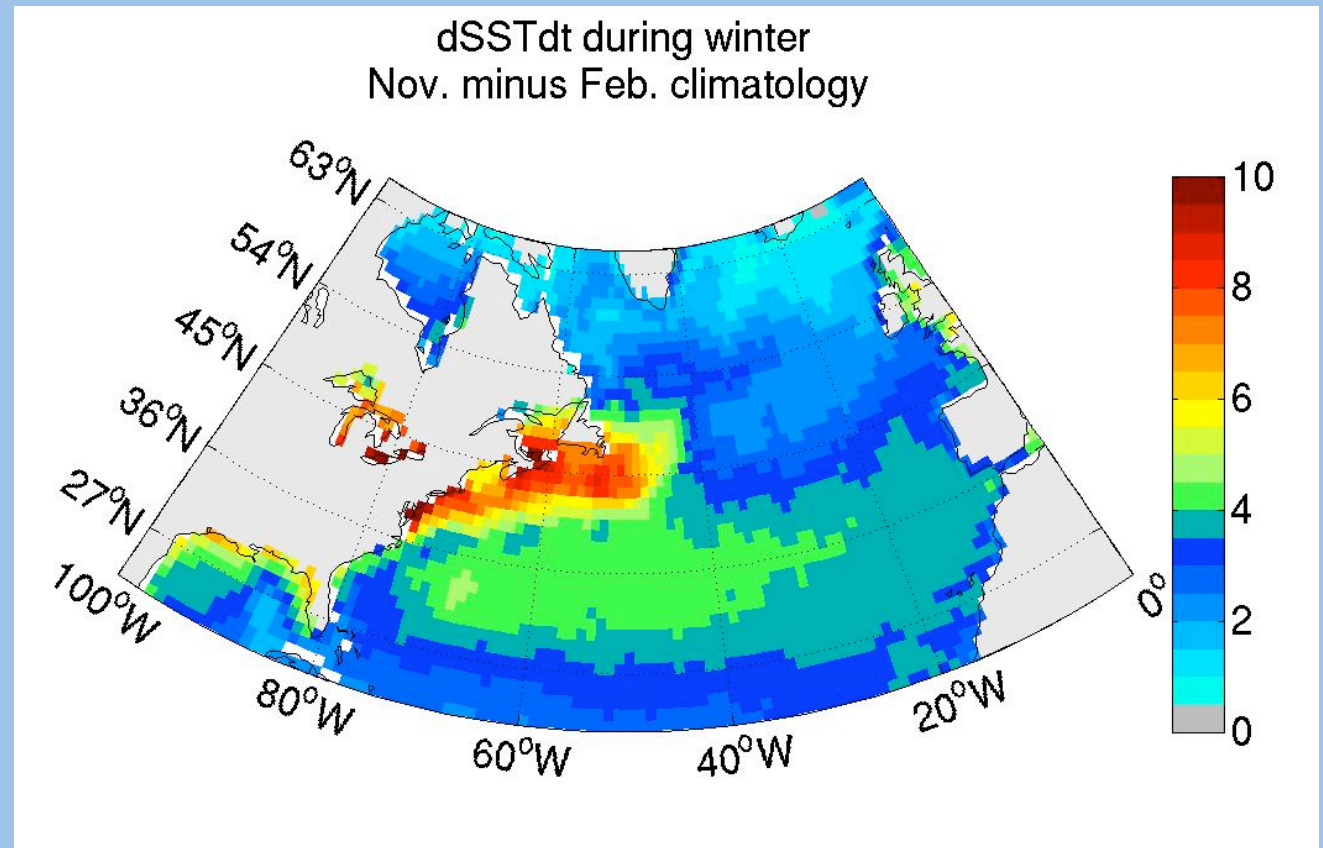 dSSTdt during winter
Nov. minus Feb. climatology
63°N
54°N
45°N
36°N
27°N
100°W
80°W
60°W
40°W
20°W
0°
10
8
6
4
2
0